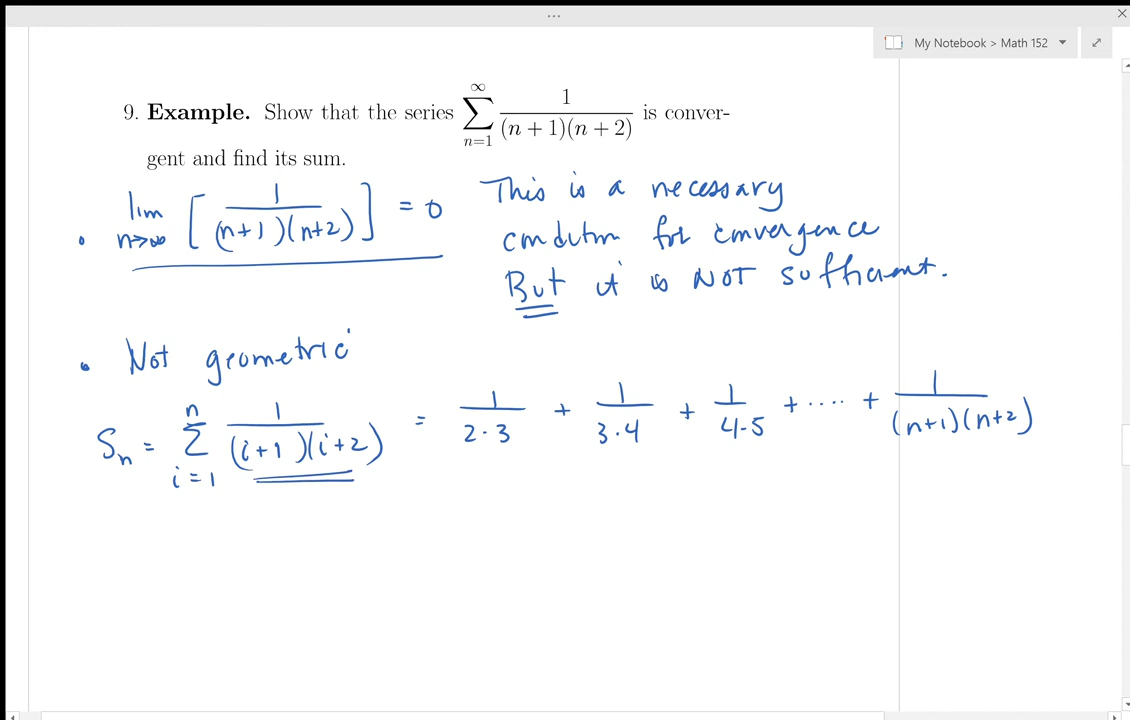 My Notebook > Math 152
9. Example. Show that the series ∑_{n=1}^{∞} 1/((n+1)(n+2)) is conver-
gent and find its sum.
• lim_{n→∞} [1/((n+1)(n+2))] = 0
This is a necessary
condition for convergence
But it is NOT sufficient.
• Not geometric
S_n = ∑_{i=1}^{n} 1/((i+1)(i+2)) = 1/(2·3) + 1/(3·4) + 1/(4·5) + ···· + 1/((n+1)(n+2))